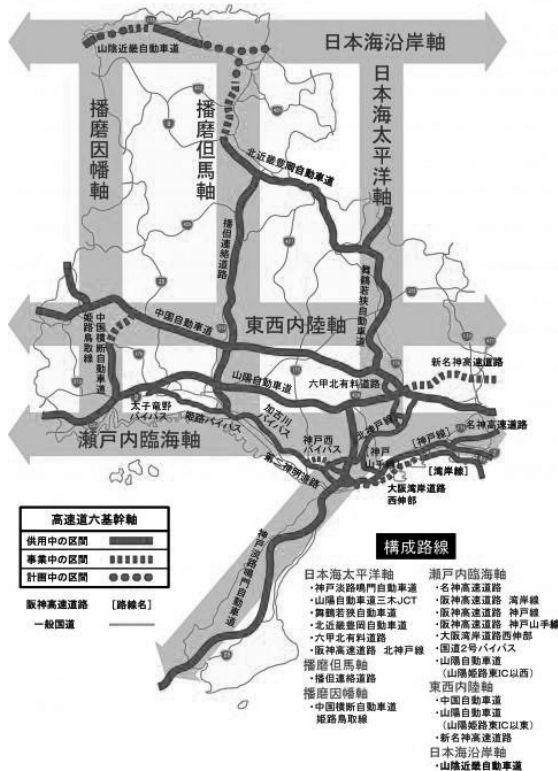 日本海沿岸軸
山陰近畿自動車道
播磨因幡軸
播磨但馬軸
日本海太平洋軸
北近畿豊岡自動車道
播但連絡道路
舞鶴若狭自動車道
東西内陸軸
中国自動車道
中国横断自動車道
姫路鳥取線
新名神高速道路
山陽自動車道
六甲北有料道路
太子竜野
バイパス
姫路バイパス
加古川
バイパス
北神戸線
名神高速道路
瀬戸内臨海軸
神戸西
バイパス
[神戸
山手線]
[神戸線]
[湾岸線]
第二神明道路
大阪湾岸道路
西伸部
神戸淡路鳴門自動車道
高速道六基幹軸
供用中の区間
事業中の区間
計画中の区間
阪神高速道路 [路線名]
一般国道
構成路線
日本海太平洋軸
・神戸淡路鳴門自動車道
・山陽自動車道三木JCT
・舞鶴若狭自動車道
・北近畿豊岡自動車道
・六甲北有料道路
・阪神高速道路 北神戸線
播磨但馬軸
・播但連絡道路
播磨因幡軸
・中国横断自動車道
姫路鳥取線
瀬戸内臨海軸
・名神高速道路
・阪神高速道路 湾岸線
・阪神高速道路 神戸線
・阪神高速道路 神戸山手線
・大阪湾岸道路西伸部
・国道2号バイパス
・山陽自動車道
(山陽姫路東IC以西)
東西内陸軸
・中国自動車道
・山陽自動車道
(山陽姫路東IC以東)
・新名神高速道路
日本海沿岸軸
・山陰近畿自動車道